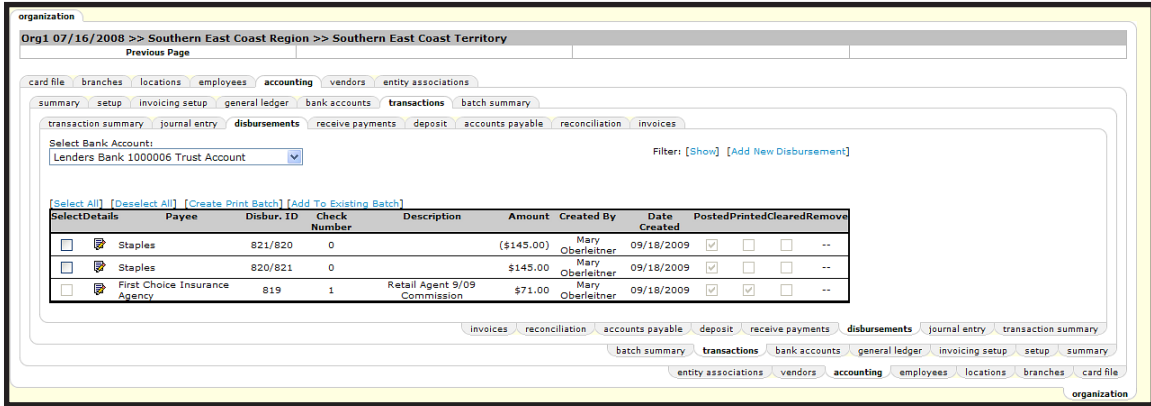 organization
Org1 07/16/2008 >> Southern East Coast Region >> Southern East Coast Territory
Previous Page
card file branches locations employees accounting vendors entity associations
summary setup invoicing setup general ledger bank accounts transactions batch summary
transaction summary journal entry disbursements receive payments deposit accounts payable reconciliation invoices
Select Bank Account:
Lenders Bank 1000006 Trust Account
Filter: [Show] [Add New Disbursement]
[Select All] [Deselect All] [Create Print Batch] [Add To Existing Batch]
Select Details Payee Disbur. ID Check Number Description Amount Created By Date Created Posted Printed Cleared Remove
Staples 821/820 0 ($145.00) Mary Oberleitner 09/18/2009 --
Staples 820/821 0 $145.00 Mary Oberleitner 09/18/2009 --
First Choice Insurance Agency 819 1 Retail Agent 9/09 Commission $71.00 Mary Oberleitner 09/18/2009 --
invoices reconciliation accounts payable deposit receive payments disbursements journal entry transaction summary
batch summary transactions bank accounts general ledger invoicing setup setup summary
entity associations vendors accounting employees locations branches card file
organization